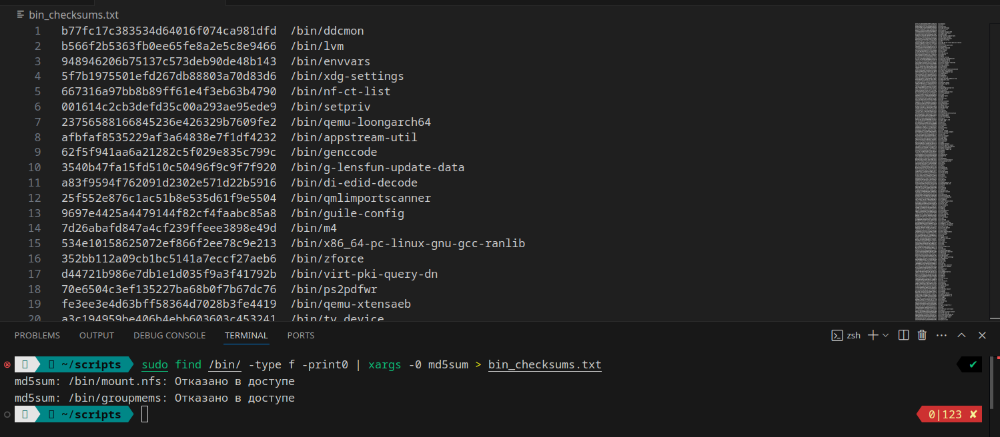 bin_checksums.txt
1 b77fc17c383534d64016f074ca981dfd /bin/ddcmon
2 b566f2b5363fb0ee65fe8a2e5c8e9466 /bin/lvm
3 948946206b75137c573deb90de48b143 /bin/envvars
4 5f7b1975501efd267db88803a70d83d6 /bin/xdg-settings
5 667316a97bb8b89ff61e4f3eb63b4790 /bin/nf-ct-list
6 001614c2cb3defd35c00a293ae95ede9 /bin/setpriv
7 23756588166845236e426329b7609fe2 /bin/qemu-loongarch64
8 afbfaf8535229af3a64838e7f1df4232 /bin/appstream-util
9 62f5f941aa6a21282c5f029e835c799c /bin/genccode
10 3540b47fa15fd510c50496f9c9f7f920 /bin/g-lensfun-update-data
11 a83f9594f762091d2302e571d22b5916 /bin/di-edid-decode
12 25f552e876c1ac51b8e535d61f9e5504 /bin/qmlimportscanner
13 9697e4425a4479144f82cf4faabc85a8 /bin/guile-config
14 7d26abafd847a4cf239ffeee3898e49d /bin/m4
15 534e10158625072ef866f2ee78c9e213 /bin/x86_64-pc-linux-gnu-gcc-ranlib
16 352bb112a09cb1bc5141a7eccf27aeb6 /bin/zforce
17 d44721b986e7db1e1d035f9a3f41792b /bin/virt-pki-query-dn
18 70e6504c3ef135227ba68b0f7b67dc76 /bin/ps2pdfwr
19 fe3ee3e4d63bff58364d7028b3fe4419 /bin/qemu-xtensaeb
20 a3c194959be406b4ebb603603c453241 /bin/tv_device
PROBLEMS OUTPUT DEBUG CONSOLE TERMINAL PORTS zsh
~/scripts sudo find /bin/ -type f -print0 | xargs -0 md5sum > bin_checksums.txt ✔
md5sum: /bin/mount.nfs: Отказано в доступе
md5sum: /bin/groupmems: Отказано в доступе
~/scripts 0|123 ✘